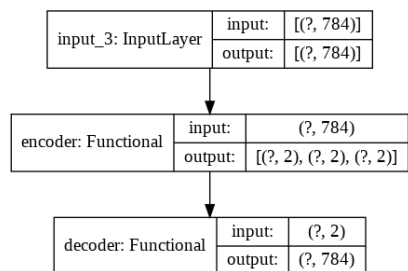 input_3: InputLayer input: [(?, 784)]
output: [(?, 784)]
encoder: Functional input: (?, 784)
output: [(?, 2), (?, 2), (?, 2)]
decoder: Functional input: (?, 2)
output: (?, 784)